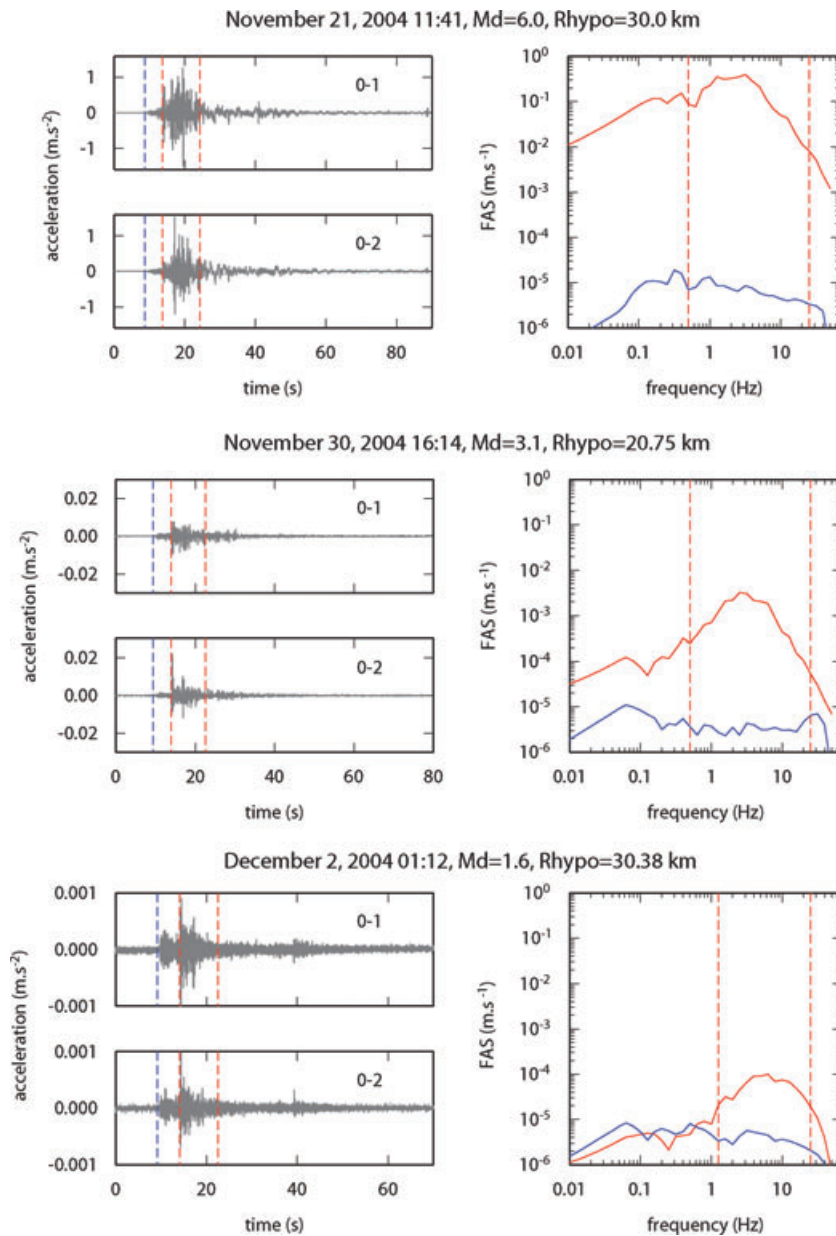 November 21, 2004 11:41, Md=6.0, Rhypo=30.0 km
acceleration (m.s⁻²)
1
0
-1
0-1
1
0
-1
0-2
0 20 40 60 80
time (s)
FAS (m.s⁻¹)
10⁰
10⁻¹
10⁻²
10⁻³
10⁻⁴
10⁻⁵
10⁻⁶
0.01 0.1 1 10
frequency (Hz)
November 30, 2004 16:14, Md=3.1, Rhypo=20.75 km
acceleration (m.s⁻²)
0.02
0.00
-0.02
0-1
0.02
0.00
-0.02
0-2
0 20 40 60 80
time (s)
FAS (m.s⁻¹)
10⁰
10⁻¹
10⁻²
10⁻³
10⁻⁴
10⁻⁵
10⁻⁶
0.01 0.1 1 10
frequency (Hz)
December 2, 2004 01:12, Md=1.6, Rhypo=30.38 km
acceleration (m.s⁻²)
0.001
0.000
-0.001
0-1
0.001
0.000
-0.001
0-2
0 20 40 60
time (s)
FAS (m.s⁻¹)
10⁰
10⁻¹
10⁻²
10⁻³
10⁻⁴
10⁻⁵
10⁻⁶
0.01 0.1 1 10
frequency (Hz)